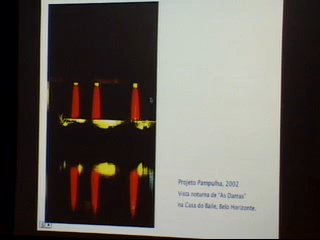 Projeto Pampulha, 2002
Vista noturna de "As Damas"
na Casa do Baile, Belo Horizonte.